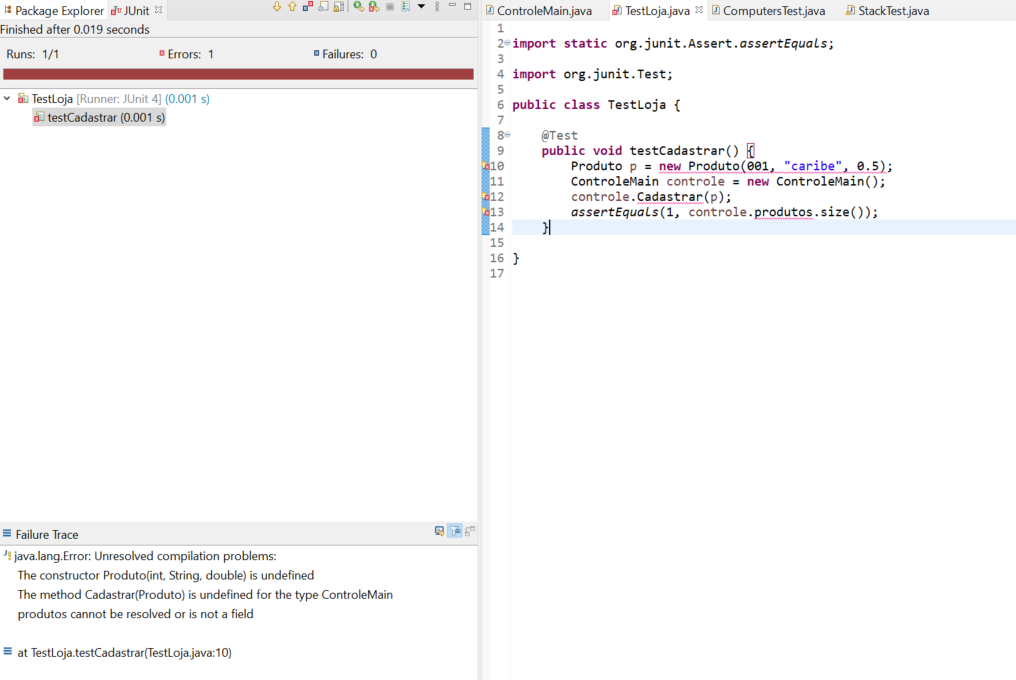 Package Explorer JUnit
Finished after 0.019 seconds
Runs: 1/1 Errors: 1 Failures: 0
TestLoja [Runner: JUnit 4] (0.001 s)
testCadastrar (0.001 s)
Failure Trace
java.lang.Error: Unresolved compilation problems:
The constructor Produto(int, String, double) is undefined
The method Cadastrar(Produto) is undefined for the type ControleMain
produtos cannot be resolved or is not a field
at TestLoja.testCadastrar(TestLoja.java:10)
ControleMain.java TestLoja.java ComputersTest.java StackTest.java
1
2 import static org.junit.Assert.assertEquals;
3
4 import org.junit.Test;
5
6 public class TestLoja {
7
8 @Test
9 public void testCadastrar() {
10 Produto p = new Produto(001, "caribe", 0.5);
11 ControleMain controle = new ControleMain();
12 controle.Cadastrar(p);
13 assertEquals(1, controle.produtos.size());
14 }
15
16 }
17